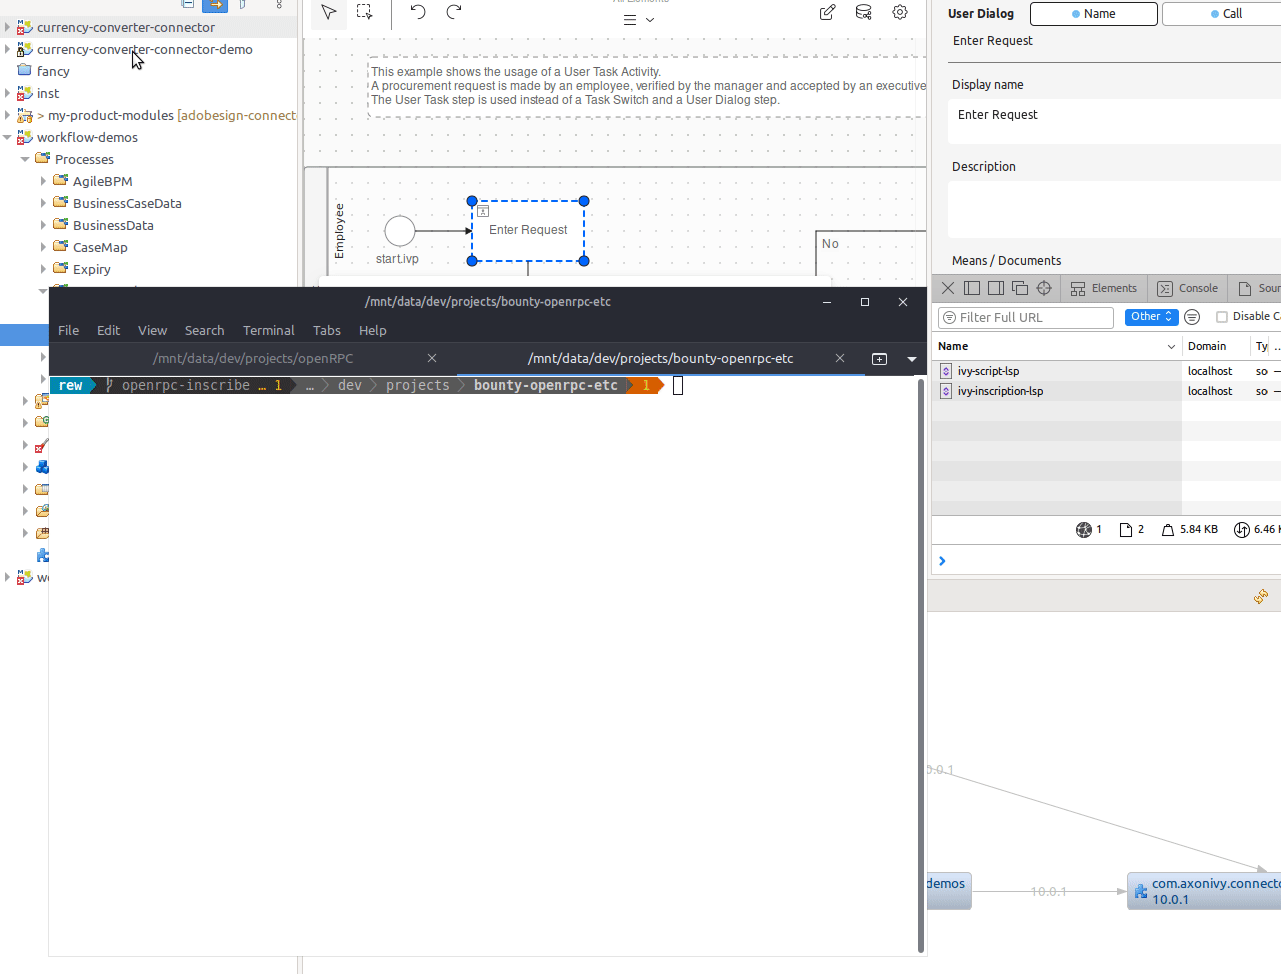 currency-converter-connector
currency-converter-connector-demo
fancy
inst
> my-product-modules [adobesign-connect
workflow-demos
Processes
AgileBPM
BusinessCaseData
BusinessData
CaseMap
Expiry
This example shows the usage of a User Task Activity.
A procurement request is made by an employee, verified by the manager and accepted by an executive
The User Task step is used instead of a Task Switch and a User Dialog step.
Employee
start.ivp
Enter Request
No
User Dialog
Name
Call
Enter Request
Display name
Enter Request
Description
Means / Documents
Elements
Console
Sour
Filter Full URL
Other
Disable Ca
Name
Domain
Ty
...
ivy-script-lsp
localhost
so
—
ivy-inscription-lsp
localhost
so
—
1
2
5.84 KB
6.46 K
/mnt/data/dev/projects/bounty-openrpc-etc
File Edit View Search Terminal Tabs Help
/mnt/data/dev/projects/openRPC
/mnt/data/dev/projects/bounty-openrpc-etc
rew openrpc-inscribe … 1 … dev projects bounty-openrpc-etc 1
0.0.1
demos
10.0.1
com.axonivy.connecto
10.0.1